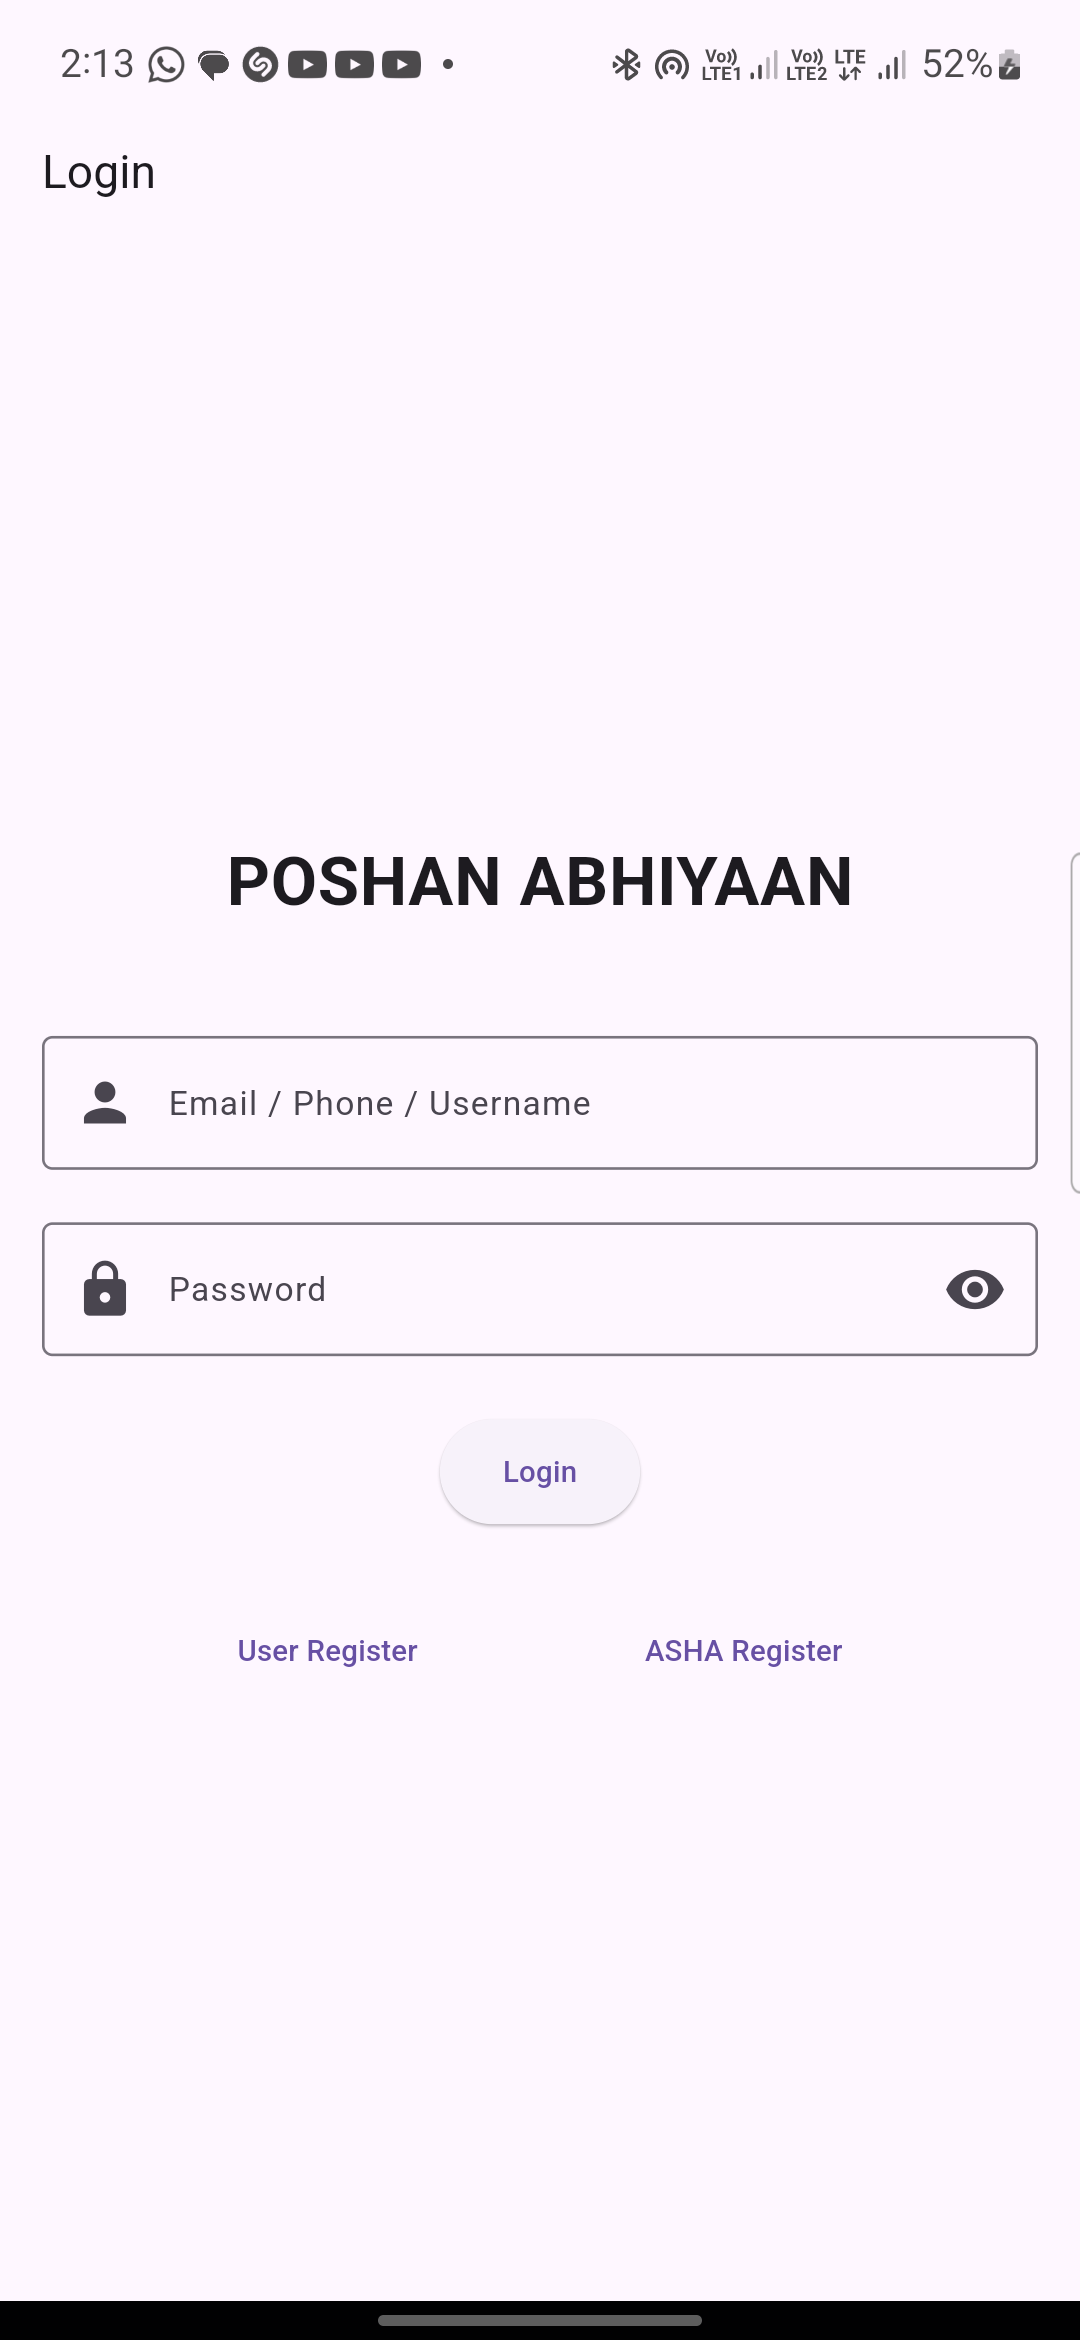 2:13 Vo)) LTE1 Vo)) LTE2 LTE 52%
Login
POSHAN ABHIYAAN
Email / Phone / Username
Password
Login
User Register ASHA Register